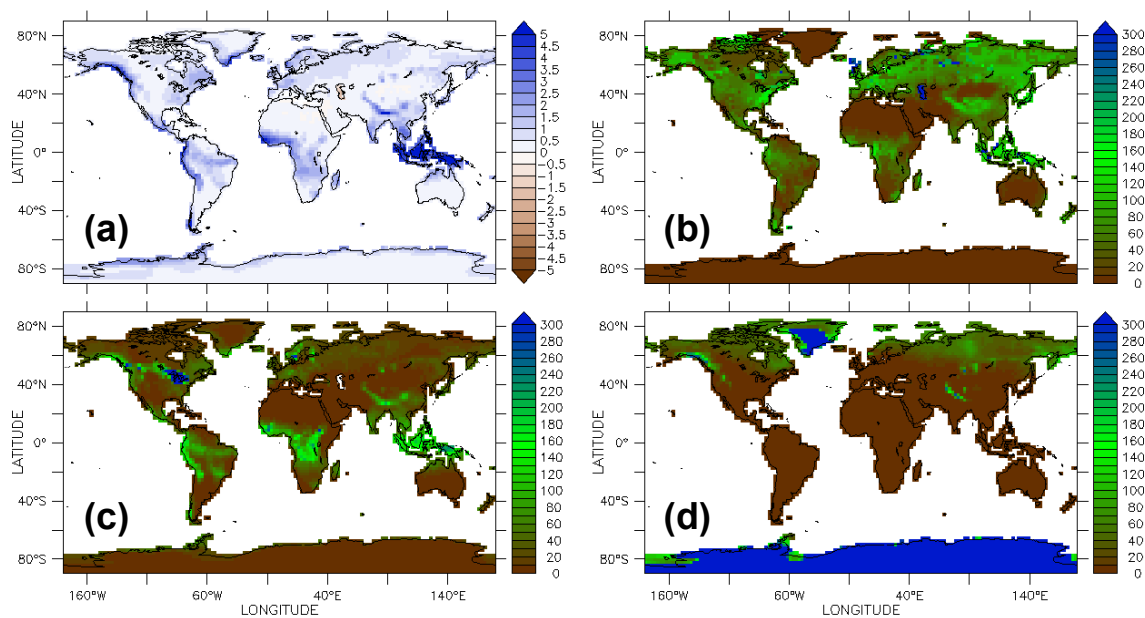 80°N
40°N
0°
40°S
80°S
LATITUDE
(a)
5
4.5
4
3.5
3
2.5
2
1.5
1
0.5
0
-0.5
-1
-1.5
-2
-2.5
-3
-3.5
-4
-4.5
-5
80°N
40°N
0°
40°S
80°S
LATITUDE
(b)
300
280
260
240
220
200
180
160
140
120
100
80
60
40
20
0
80°N
40°N
0°
40°S
80°S
LATITUDE
(c)
160°W
60°W
40°E
140°E
LONGITUDE
300
280
260
240
220
200
180
160
140
120
100
80
60
40
20
0
80°N
40°N
0°
40°S
80°S
LATITUDE
(d)
160°W
60°W
40°E
140°E
LONGITUDE
300
280
260
240
220
200
180
160
140
120
100
80
60
40
20
0